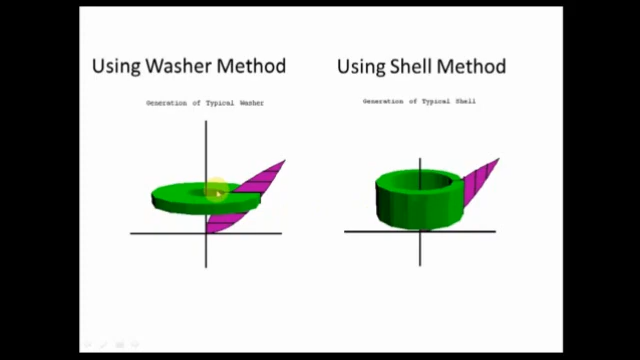 Using Washer Method
Using Shell Method
Generation of Typical Washer
Generation of Typical Shell